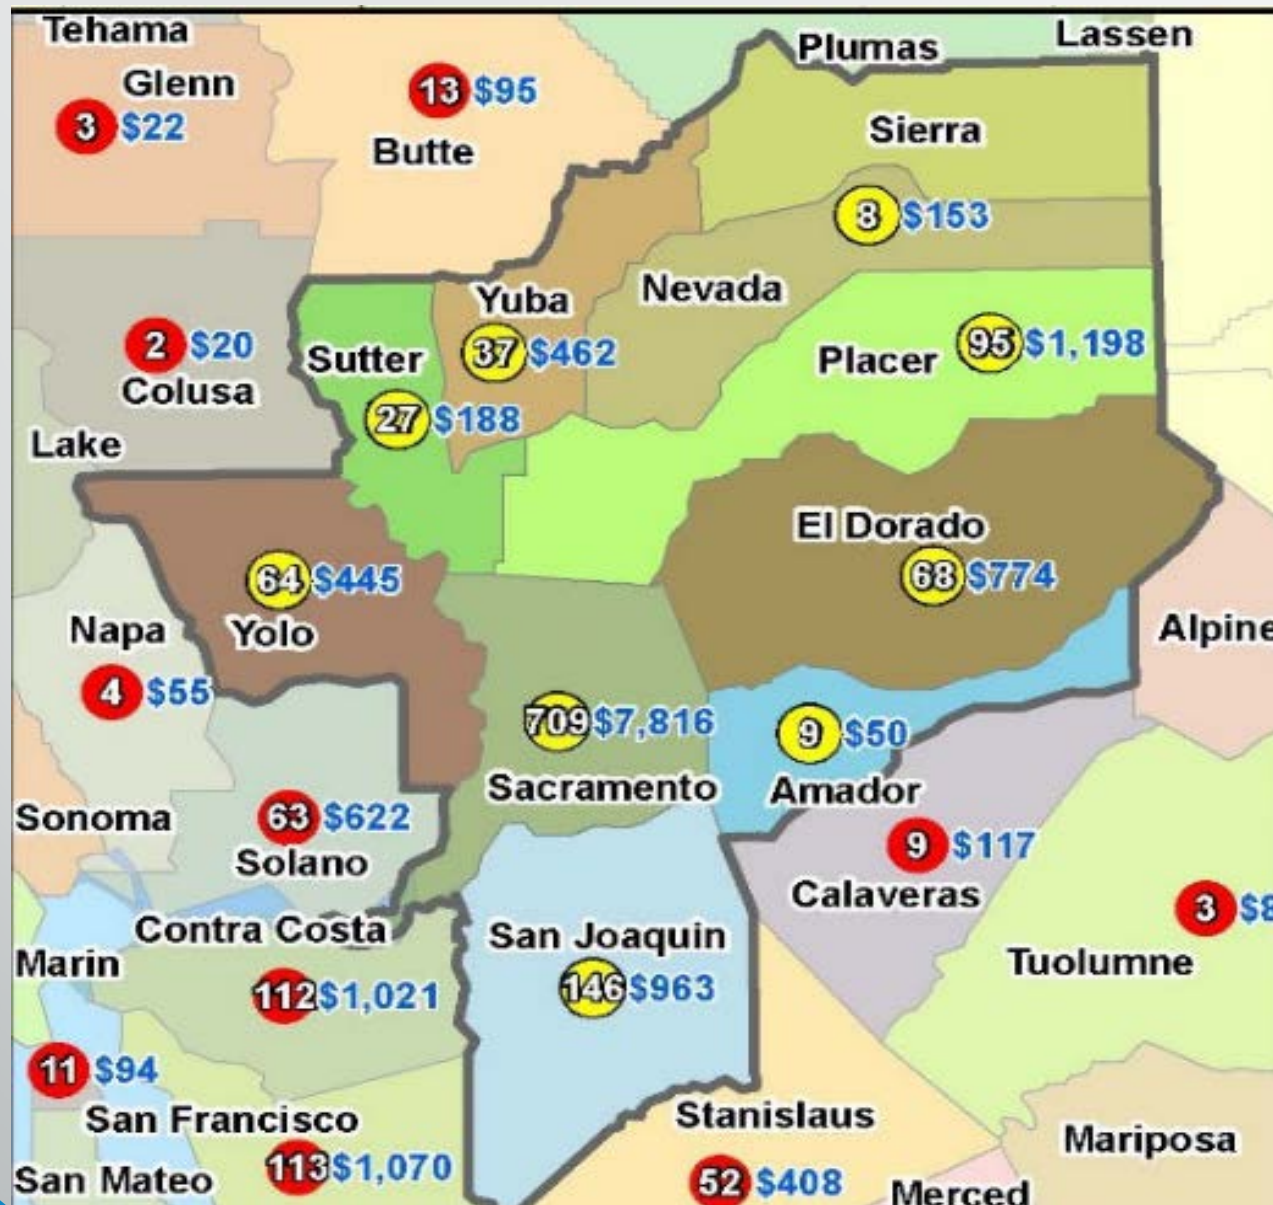 Tehama
Lassen
Plumas
Glenn
13 $95
3 $22
Sierra
Butte
8 $153
Nevada
Yuba
2 $20
Sutter
37 $462
Placer
95 $1,198
Colusa
27 $188
Lake
El Dorado
64 $445
68 $774
Napa
Yolo
Alpine
4 $55
709 $7,816
9 $50
Sacramento
Amador
Sonoma
63 $622
9 $117
Solano
Calaveras
3
Contra Costa
San Joaquin
Marin
Tuolumne
112 $1,021
146 $963
11 $94
San Francisco
Stanislaus
Mariposa
113 $1,070
San Mateo
52 $408
Merced